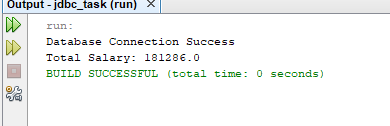 Output - jdbc_task (run)
run:
Database Connection Success
Total Salary: 181286.0
BUILD SUCCESSFUL (total time: 0 seconds)